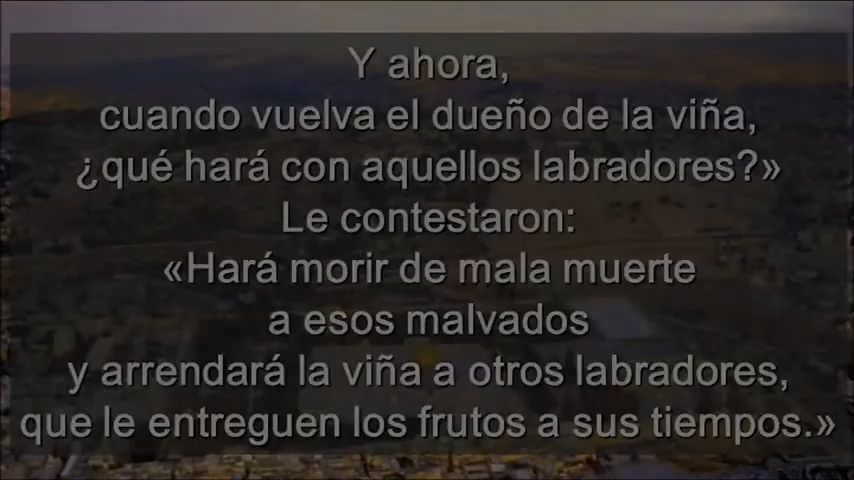 Y ahora,
cuando vuelva el dueño de la viña,
¿qué hará con aquellos labradores?»
Le contestaron:
«Hará morir de mala muerte
a esos malvados
y arrendará la viña a otros labradores,
que le entreguen los frutos a sus tiempos.»